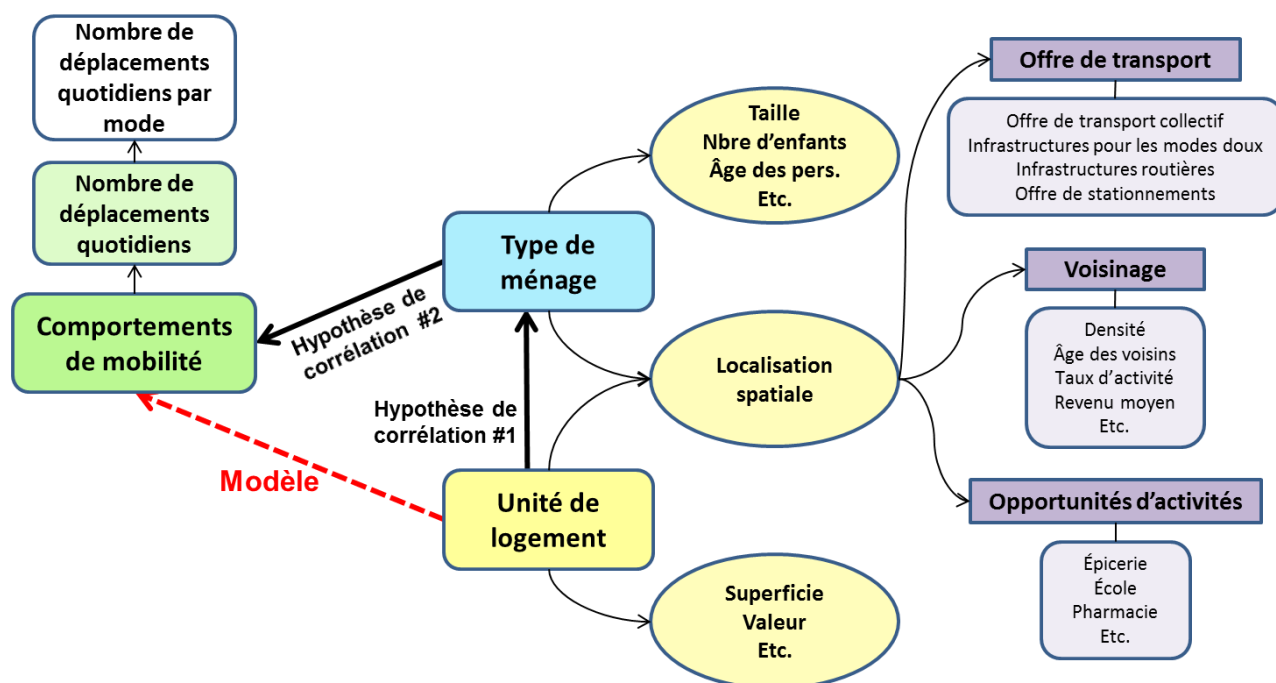 Nombre de
déplacements
quotidiens par
mode
Nombre de
déplacements
quotidiens
Comportements
de mobilité
Hypothèse de
corrélation #2
Modèle
Type de
ménage
Hypothèse de
corrélation #1
Unité de
logement
Taille
Nbre d'enfants
Âge des pers.
Etc.
Localisation
spatiale
Superficie
Valeur
Etc.
Offre de transport
Offre de transport collectif
Infrastructures pour les modes doux
Infrastructures routières
Offre de stationnements
Voisinage
Densité
Âge des voisins
Taux d'activité
Revenu moyen
Etc.
Opportunités d'activités
Épicerie
École
Pharmacie
Etc.